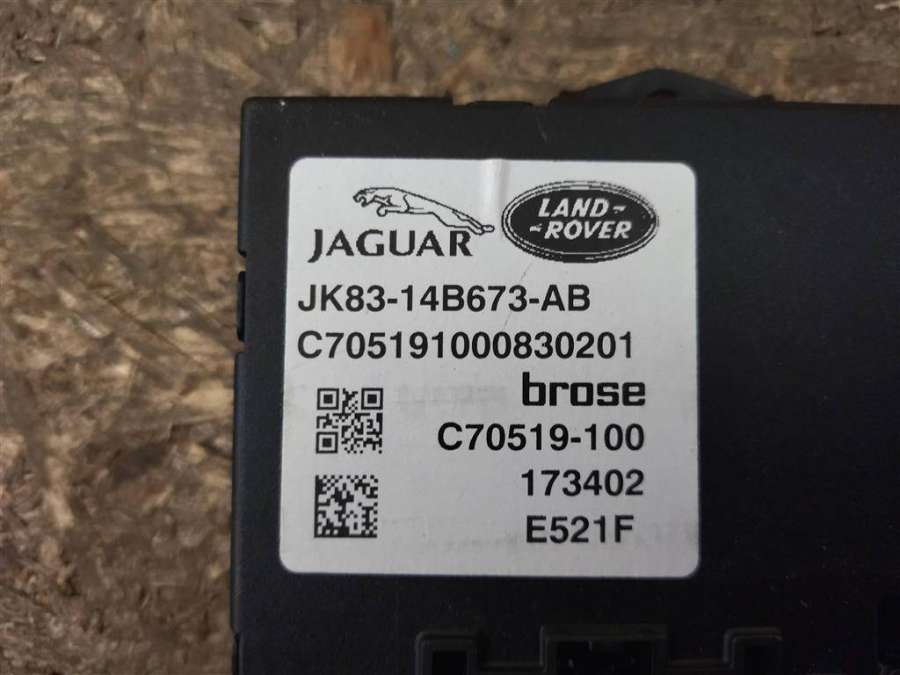 JAGUAR
LAND-
-ROVER
JK83-14B673-AB
C705191000830201
brose
C70519-100
173402
E521F